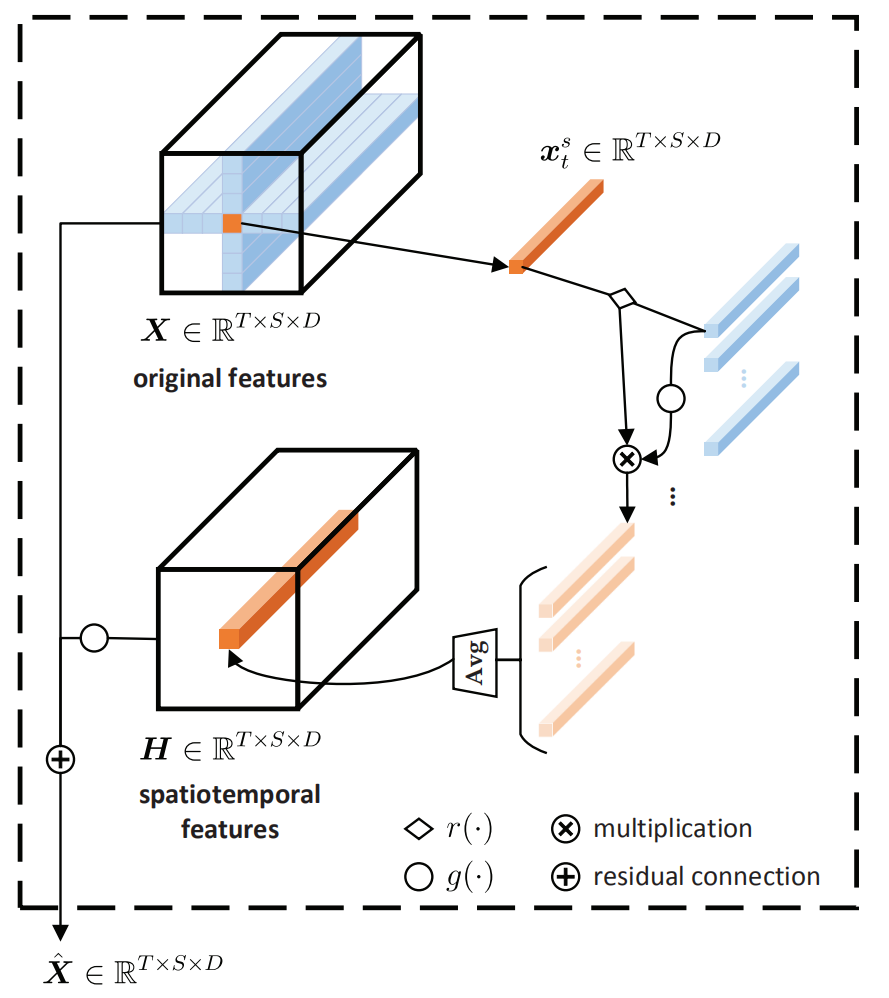 $\boldsymbol{x}_t^s \in \mathbb{R}^{T \times S \times D}$
$\boldsymbol{X} \in \mathbb{R}^{T \times S \times D}$
original features
...
...
Avg
...
$\boldsymbol{H} \in \mathbb{R}^{T \times S \times D}$
spatiotemporal
features
$r(\cdot)$
multiplication
$g(\cdot)$
residual connection
$\hat{\boldsymbol{X}} \in \mathbb{R}^{T \times S \times D}$